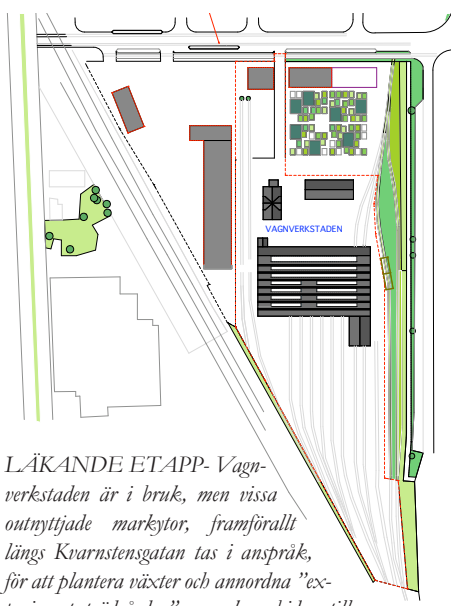 VAGNVERKSTADEN
LÄKANDE ETAPP- Vagn-
verkstaden är i bruk, men vissa
outnyttjade markytor, framförallt
längs Kvarnstensgatan tas i anspråk,
för att plantera växter och annordna "ex-